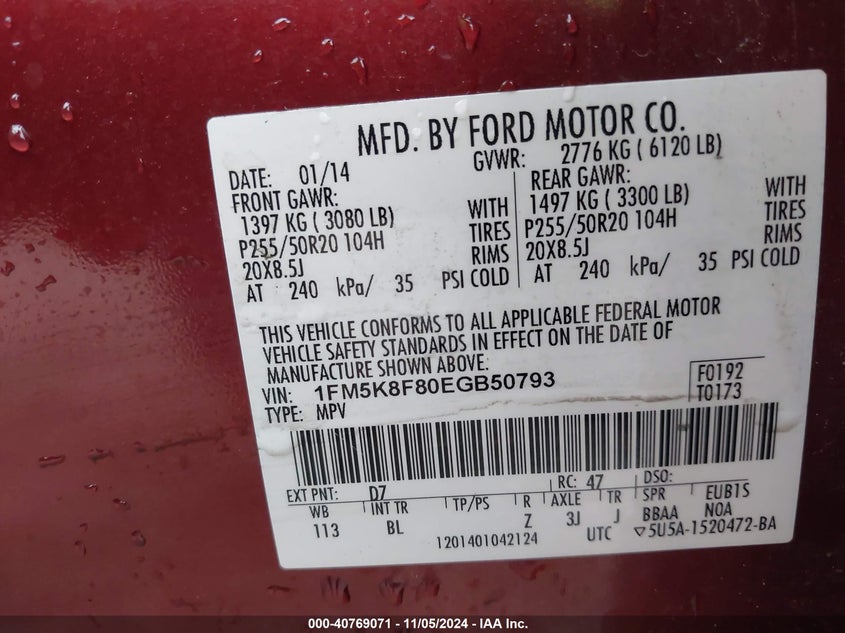 MFD. BY FORD MOTOR CO.
DATE: 01/14 GVWR: 2776 KG ( 6120 LB)
FRONT GAWR: REAR GAWR:
1397 KG ( 3080 LB) WITH 1497 KG ( 3300 LB) WITH
P255/50R20 104H TIRES P255/50R20 104H TIRES
20X8.5J RIMS 20X8.5J RIMS
AT 240 kPa/ 35 PSI COLD AT 240 kPa/ 35 PSI COLD
THIS VEHICLE CONFORMS TO ALL APPLICABLE FEDERAL MOTOR
VEHICLE SAFETY STANDARDS IN EFFECT ON THE DATE OF
MANUFACTURE SHOWN ABOVE.
VIN: 1FM5K8F80EGB50793 F0192
TYPE: MPV T0173
EXT PNT: D7 RC: 47 DSO:
WB INT TR TP/PS R AXLE TR SPR EUB1S
113 BL Z 3J J BBAA NOA
1201401042124 UTC ▽5U5A-1520472-BA
000-40769071 - 11/05/2024 - IAA Inc.